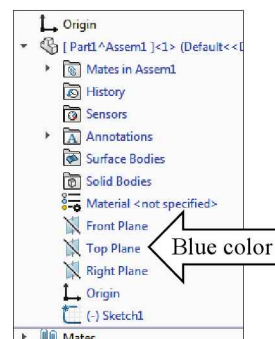 Origin
[ Part1^Assem1 ]<1> (Default<<D
Mates in Assem1
History
Sensors
Annotations
Surface Bodies
Solid Bodies
Material <not specified>
Front Plane
Top Plane
Blue color
Right Plane
Origin
(-) Sketch1
Mates